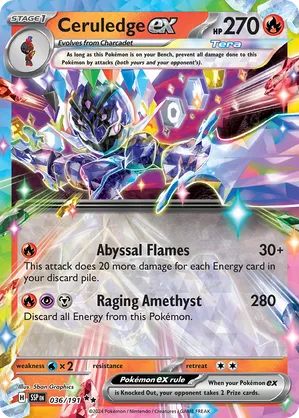 STAGE1 Ceruledge ex HP 270
Evolves from Charcadet Tera
As long as this Pokémon is on your Bench, prevent all damage done to this
Pokémon by attacks (both yours and your opponent's).
Abyssal Flames 30+
This attack does 20 more damage for each Energy card in
your discard pile.
Raging Amethyst 280
Discard all Energy from this Pokémon.
weakness ×2 resistance retreat
Illus. 5ban Graphics
Pokémon ex rule When your Pokémon ex
is Knocked Out, your opponent takes 2 Prize cards.
H SSP EN 036/191
©2024 Pokémon / Nintendo / Creatures / GAME FREAK